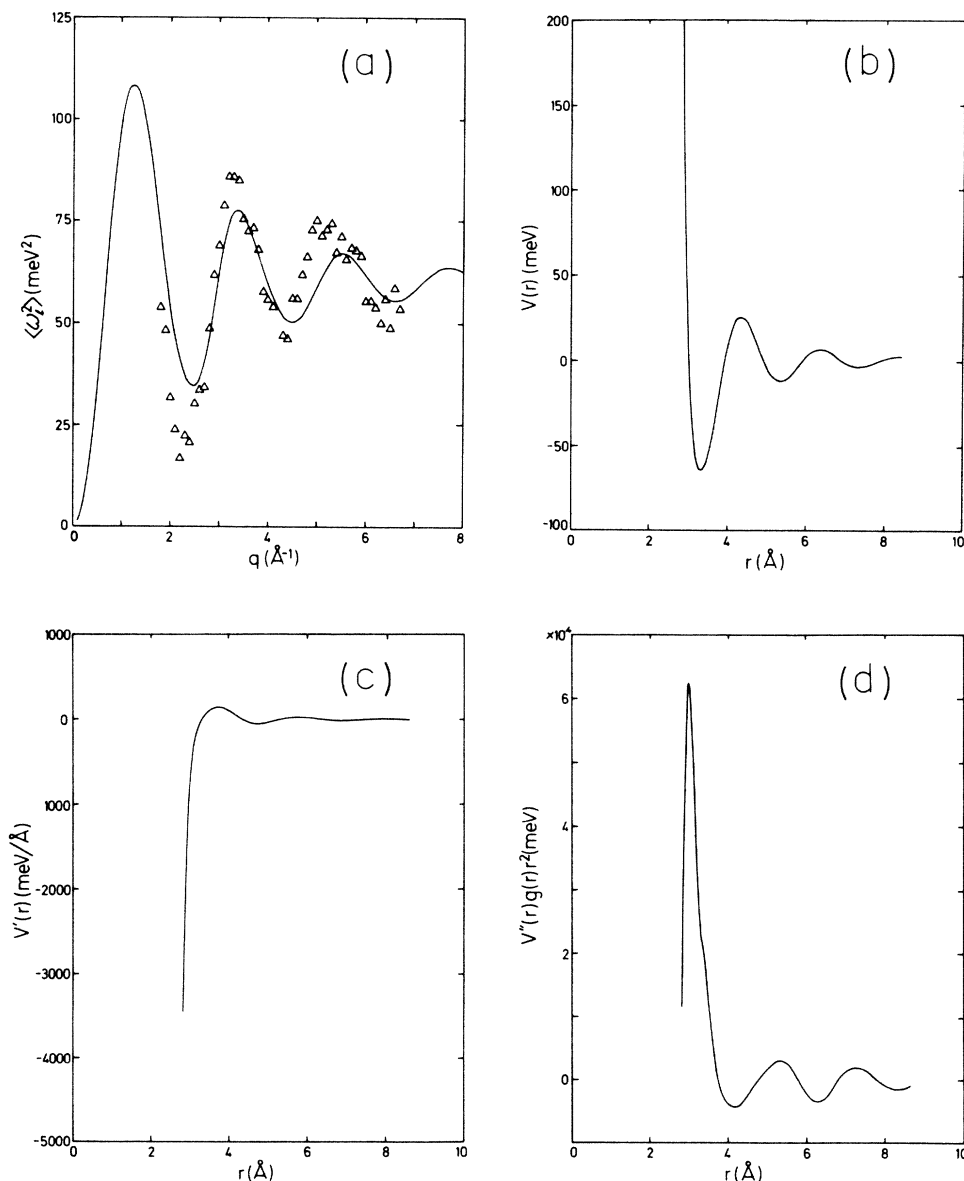 (a)
125
100
75
50
25
0
⟨ω_ℓ²⟩ (meV²)
0 2 4 6 8
q (Å⁻¹)
(b)
200
150
100
50
0
-50
-100
V(r) (meV)
0 2 4 6 8 10
r (Å)
(c)
1000
0
1000
-2000
-3000
-4000
-5000
V'(r) (meV/Å)
0 2 4 6 8 10
r (Å)
(d)
×10⁴
6
4
2
0
V''(r)g(r)r² (meV)
0 2 4 6 8 10
r (Å)